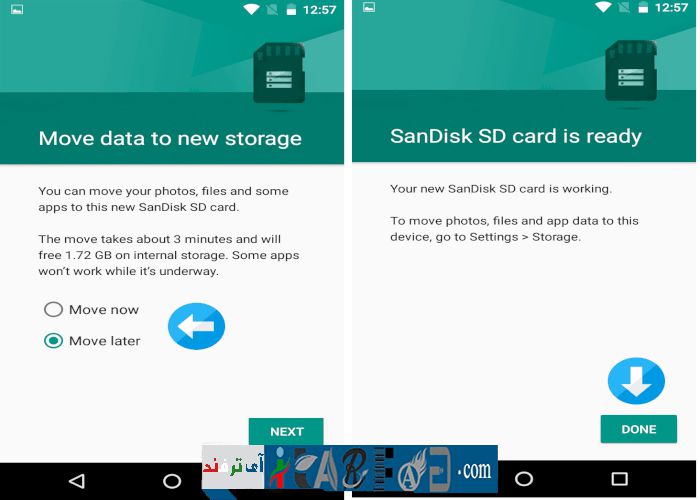 12:57
Move data to new storage
You can move your photos, files and some
apps to this new SanDisk SD card.
The move takes about 3 minutes and will
free 1.72 GB on internal storage. Some apps
won't work while it's underway.
Move now
Move later
NEXT
12:57
SanDisk SD card is ready
Your new SanDisk SD card is working.
To move photos, files and app data to this
device, go to Settings > Storage.
DONE
آی ترفند
.com